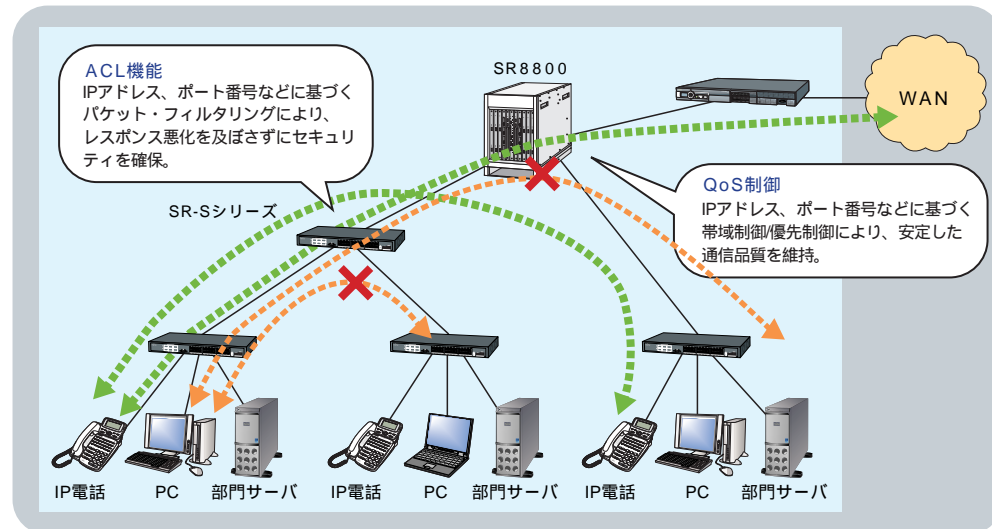 ACL機能
IPアドレス、ポート番号などに基づく
パケット・フィルタリングにより、
レスポンス悪化を及ぼさずにセキュリ
ティを確保。
SR8800
WAN
QoS制御
IPアドレス、ポート番号などに基づく
帯域制御/優先制御により、安定した
通信品質を維持。
SR-Sシリーズ
IP電話 PC 部門サーバ IP電話 PC 部門サーバ IP電話 PC 部門サーバ